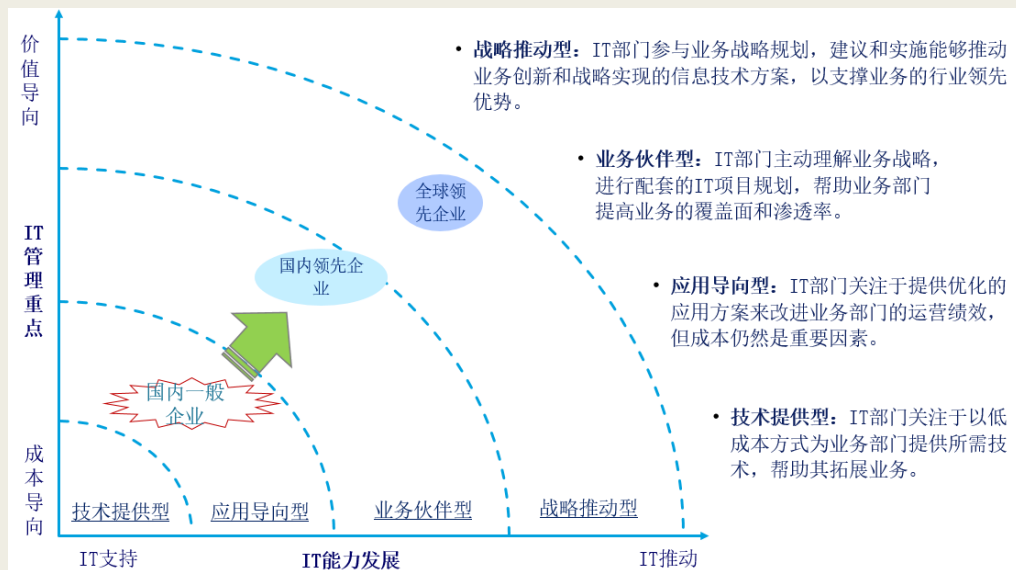 价
值
导
向
• 战略推动型：IT部门参与业务战略规划，建议和实施能够推动
业务创新和战略实现的信息技术方案，以支撑业务的行业领先
优势。
• 业务伙伴型：IT部门主动理解业务战略，
进行配套的IT项目规划，帮助业务部门
提高业务的覆盖面和渗透率。
全球领
先企业
IT
管
理
重
点
国内领先企
业
• 应用导向型：IT部门关注于提供优化的
应用方案来改进业务部门的运营绩效，
但成本仍然是重要因素。
国内一般
企业
• 技术提供型：IT部门关注于以低
成本方式为业务部门提供所需技
术，帮助其拓展业务。
成
本
导
向
技术提供型
应用导向型
业务伙伴型
战略推动型
IT支持
IT能力发展
IT推动